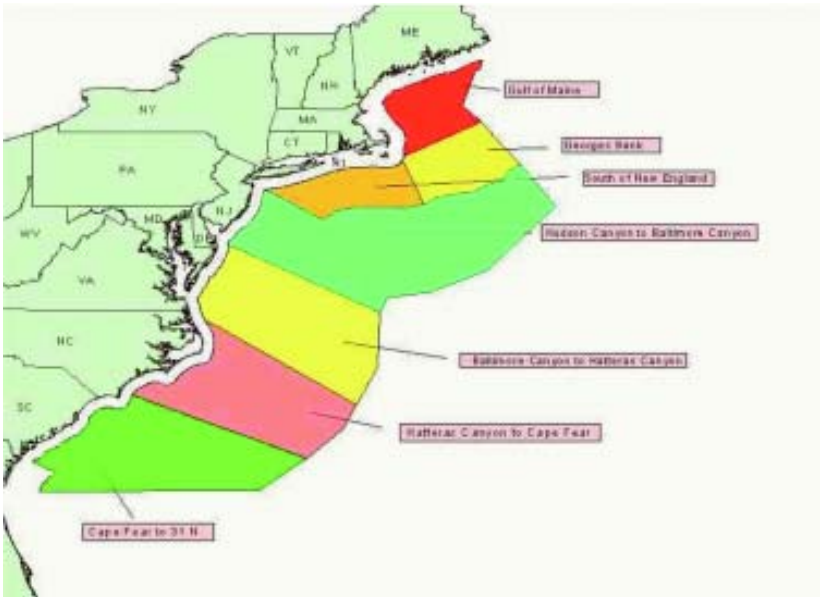 ME
VT
NH
NY
Gulf of Maine
MA
CT
Georges Bank
PA
South of New England
NJ
MD
WV
Hudson Canyon to Baltimore Canyon
VA
NC
Baltimore Canyon to Hatteras Canyon
SC
Hatteras Canyon to Cape Fear
Cape Fear to 31 N